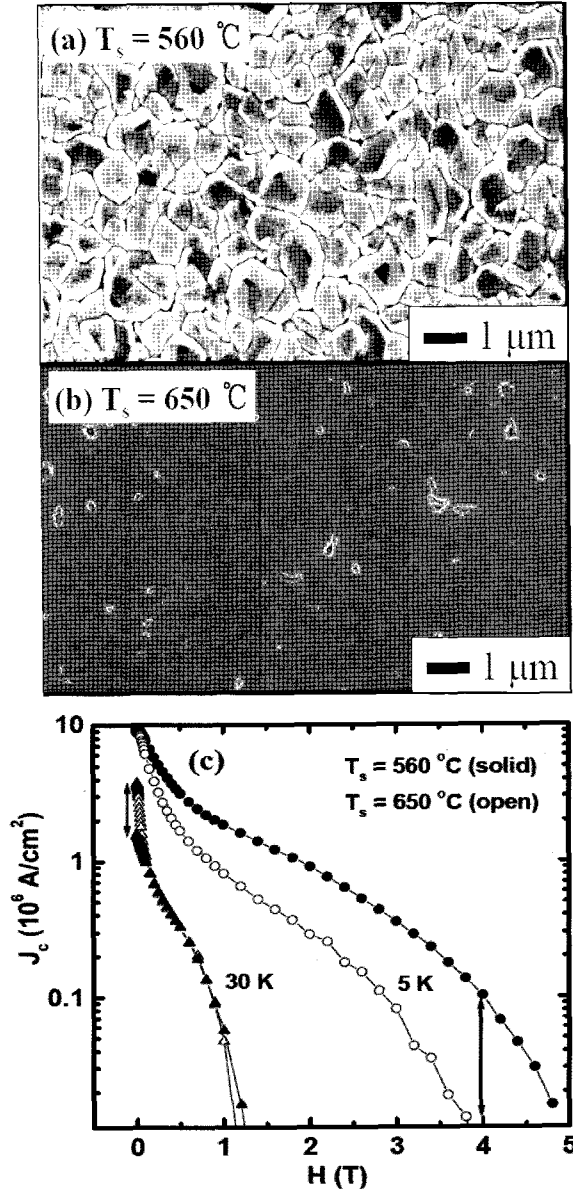 (a) Tₛ = 560 ℃
1 μm
(b) Tₛ = 650 ℃
1 μm
(c)
Tₛ = 560 °C (solid)
Tₛ = 650 °C (open)
30 K
5 K
10
1
0.1
J꜀ (10⁶ A/cm²)
0 1 2 3 4 5
H (T)